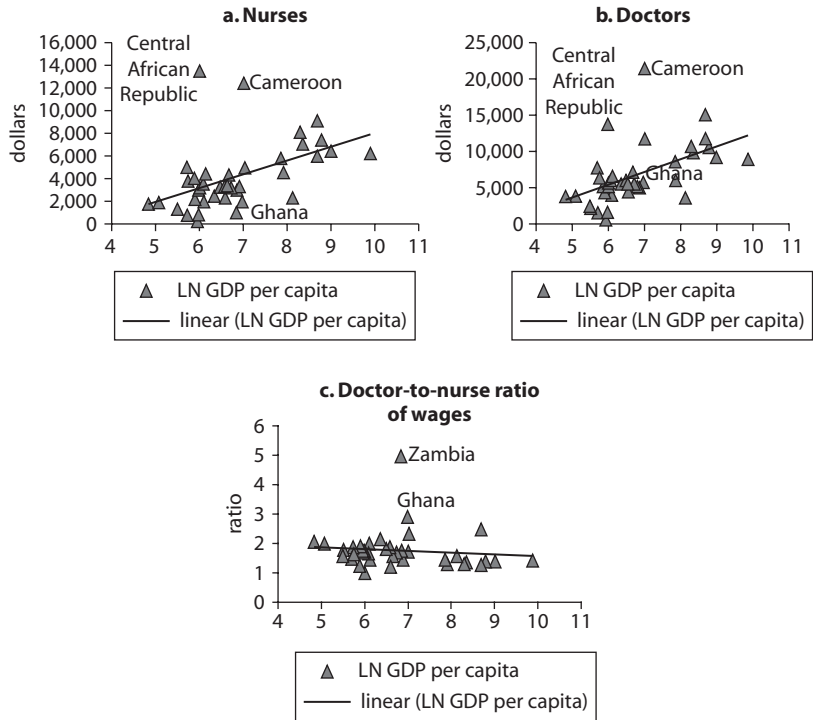 a. Nurses
16,000
14,000
12,000
10,000
8,000
6,000
4,000
2,000
0
dollars
Central
African
Republic
Cameroon
Ghana
4 5 6 7 8 9 10 11
LN GDP per capita
linear (LN GDP per capita)
b. Doctors
25,000
20,000
15,000
10,000
5,000
0
dollars
Central
African
Republic
Cameroon
Ghana
4 5 6 7 8 9 10 11
LN GDP per capita
linear (LN GDP per capita)
c. Doctor-to-nurse ratio
of wages
6
5
4
3
2
1
0
ratio
Zambia
Ghana
4 5 6 7 8 9 10 11
LN GDP per capita
linear (LN GDP per capita)